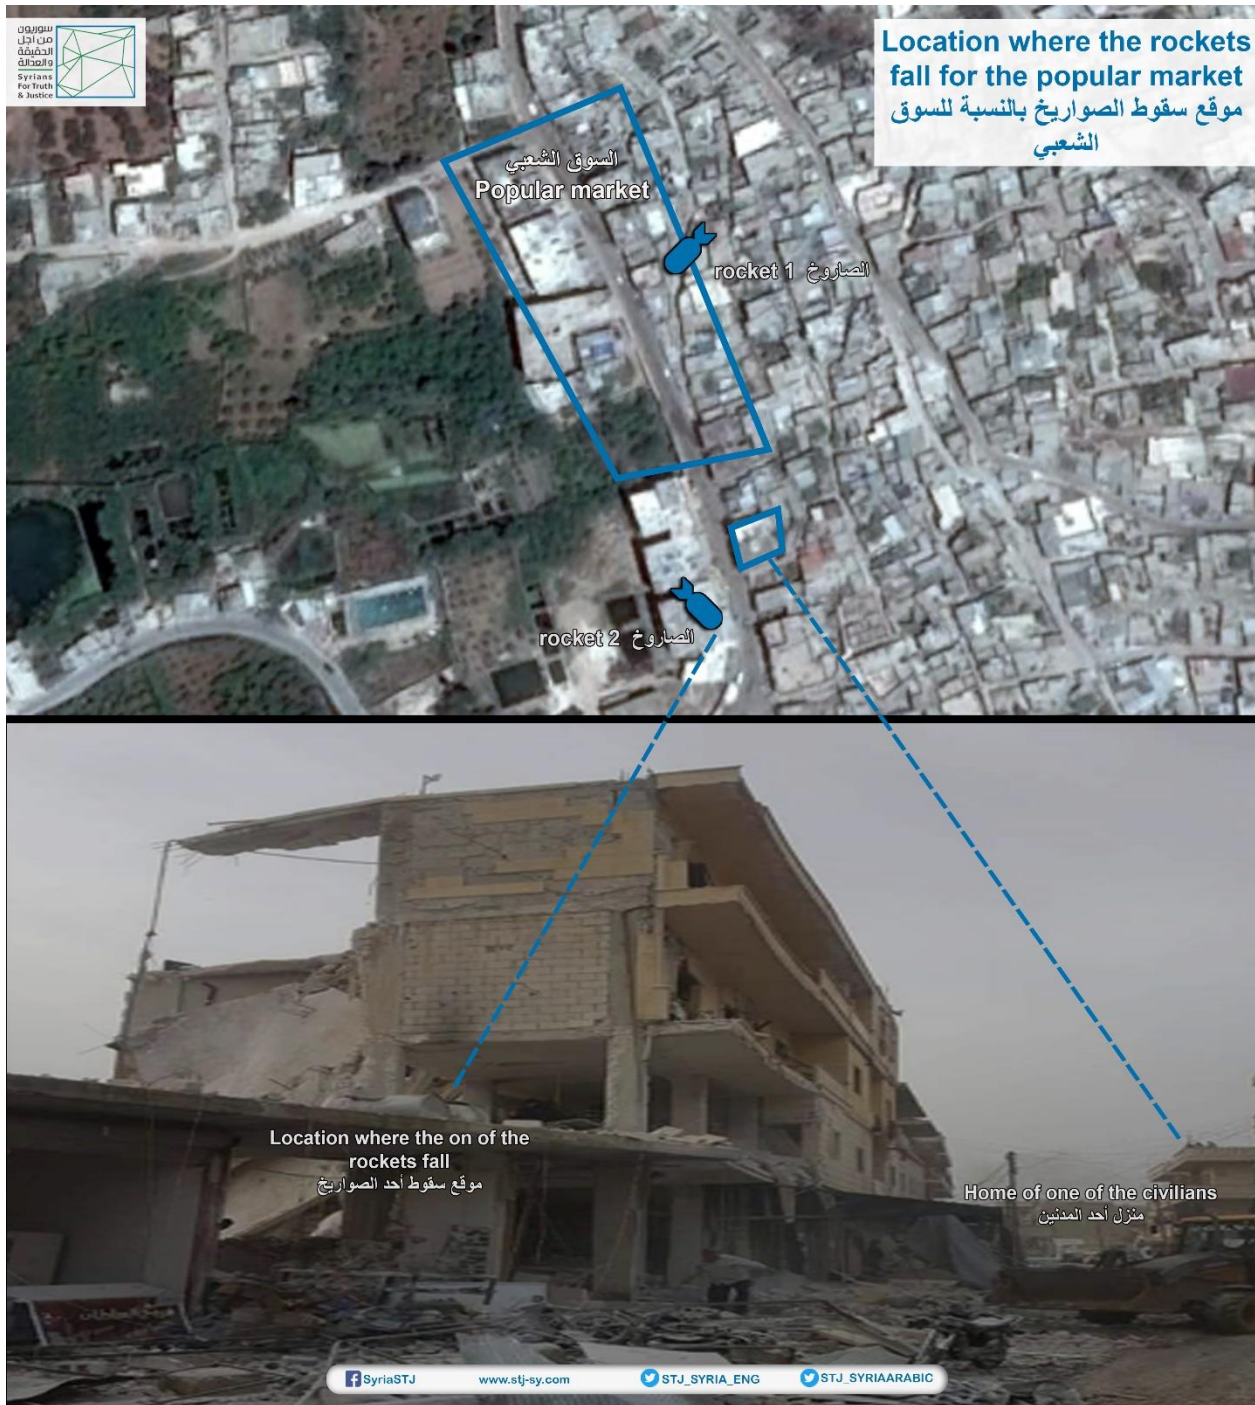 سوريون
من أجل
الحقيقة
والعدالة
Syrians
For Truth
& Justice
Location where the rockets
fall for the popular market
موقع سقوط الصواريخ بالنسبة للسوق
الشعبي
السوق الشعبي
Popular market
rocket 1 الصاروخ
rocket 2 الصاروخ
Location where the on of the
rockets fall
موقع سقوط أحد الصواريخ
Home of one of the civilians
منزل أحد المدنين
SyriaSTJ
www.stj-sy.com
STJ_SYRIA_ENG
STJ_SYRIAARABIC